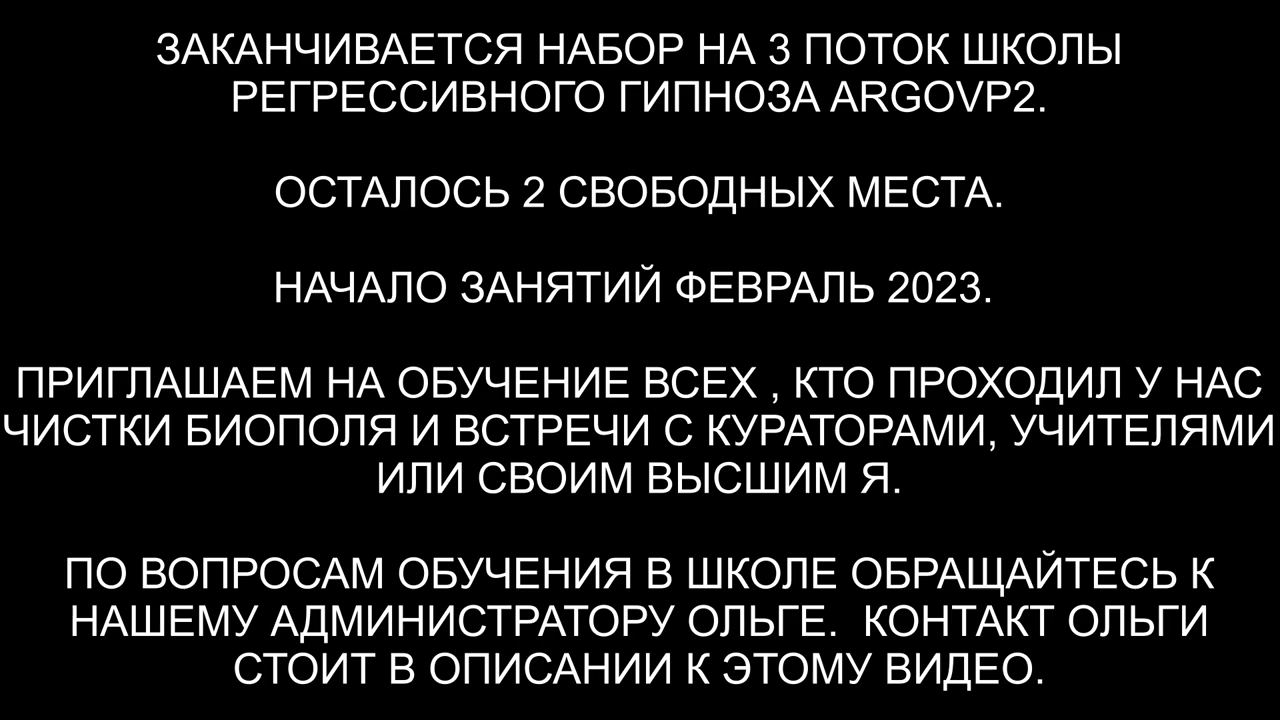 ЗАКАНЧИВАЕТСЯ НАБОР НА 3 ПОТОК ШКОЛЫ
РЕГРЕССИВНОГО ГИПНОЗА ARGOVP2.
ОСТАЛОСЬ 2 СВОБОДНЫХ МЕСТА.
НАЧАЛО ЗАНЯТИЙ ФЕВРАЛЬ 2023.
ПРИГЛАШАЕМ НА ОБУЧЕНИЕ ВСЕХ , КТО ПРОХОДИЛ У НАС
ЧИСТКИ БИОПОЛЯ И ВСТРЕЧИ С КУРАТОРАМИ, УЧИТЕЛЯМИ
ИЛИ СВОИМ ВЫСШИМ Я.
ПО ВОПРОСАМ ОБУЧЕНИЯ В ШКОЛЕ ОБРАЩАЙТЕСЬ К
НАШЕМУ АДМИНИСТРАТОРУ ОЛЬГЕ.  КОНТАКТ ОЛЬГИ
СТОИТ В ОПИСАНИИ К ЭТОМУ ВИДЕО.